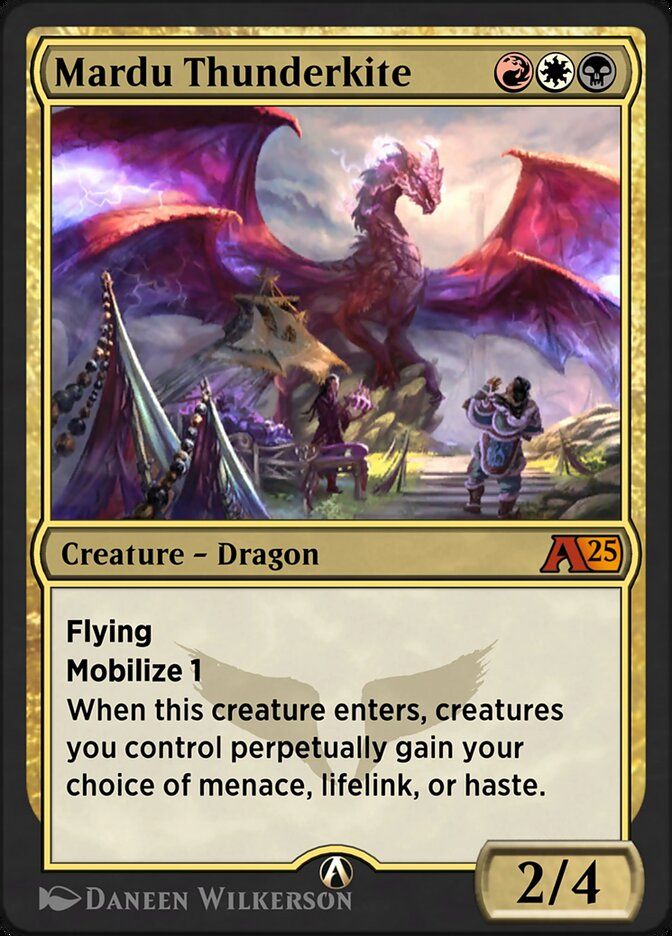 Mardu Thunderkite
Creature – Dragon
A25
Flying
Mobilize 1
When this creature enters, creatures
you control perpetually gain your
choice of menace, lifelink, or haste.
2/4
Daneen Wilkerson